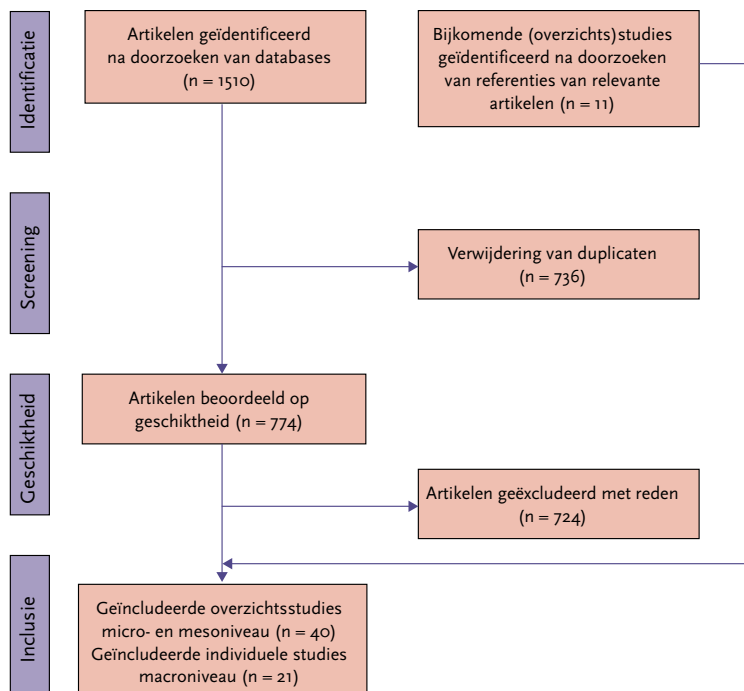 Identificatie
Artikelen geïdentificeerd
na doorzoeken van databases
(n = 1510)
Bijkomende (overzichts)studies
geïdentificeerd na doorzoeken
van referenties van relevante
artikelen (n = 11)
Screening
Verwijdering van duplicaten
(n = 736)
Geschiktheid
Artikelen beoordeeld op
geschiktheid (n = 774)
Artikelen geëxcludeerd met reden
(n = 724)
Inclusie
Geïncludeerde overzichtsstudies
micro- en mesoniveau (n = 40)
Geïncludeerde individuele studies
macroniveau (n = 21)